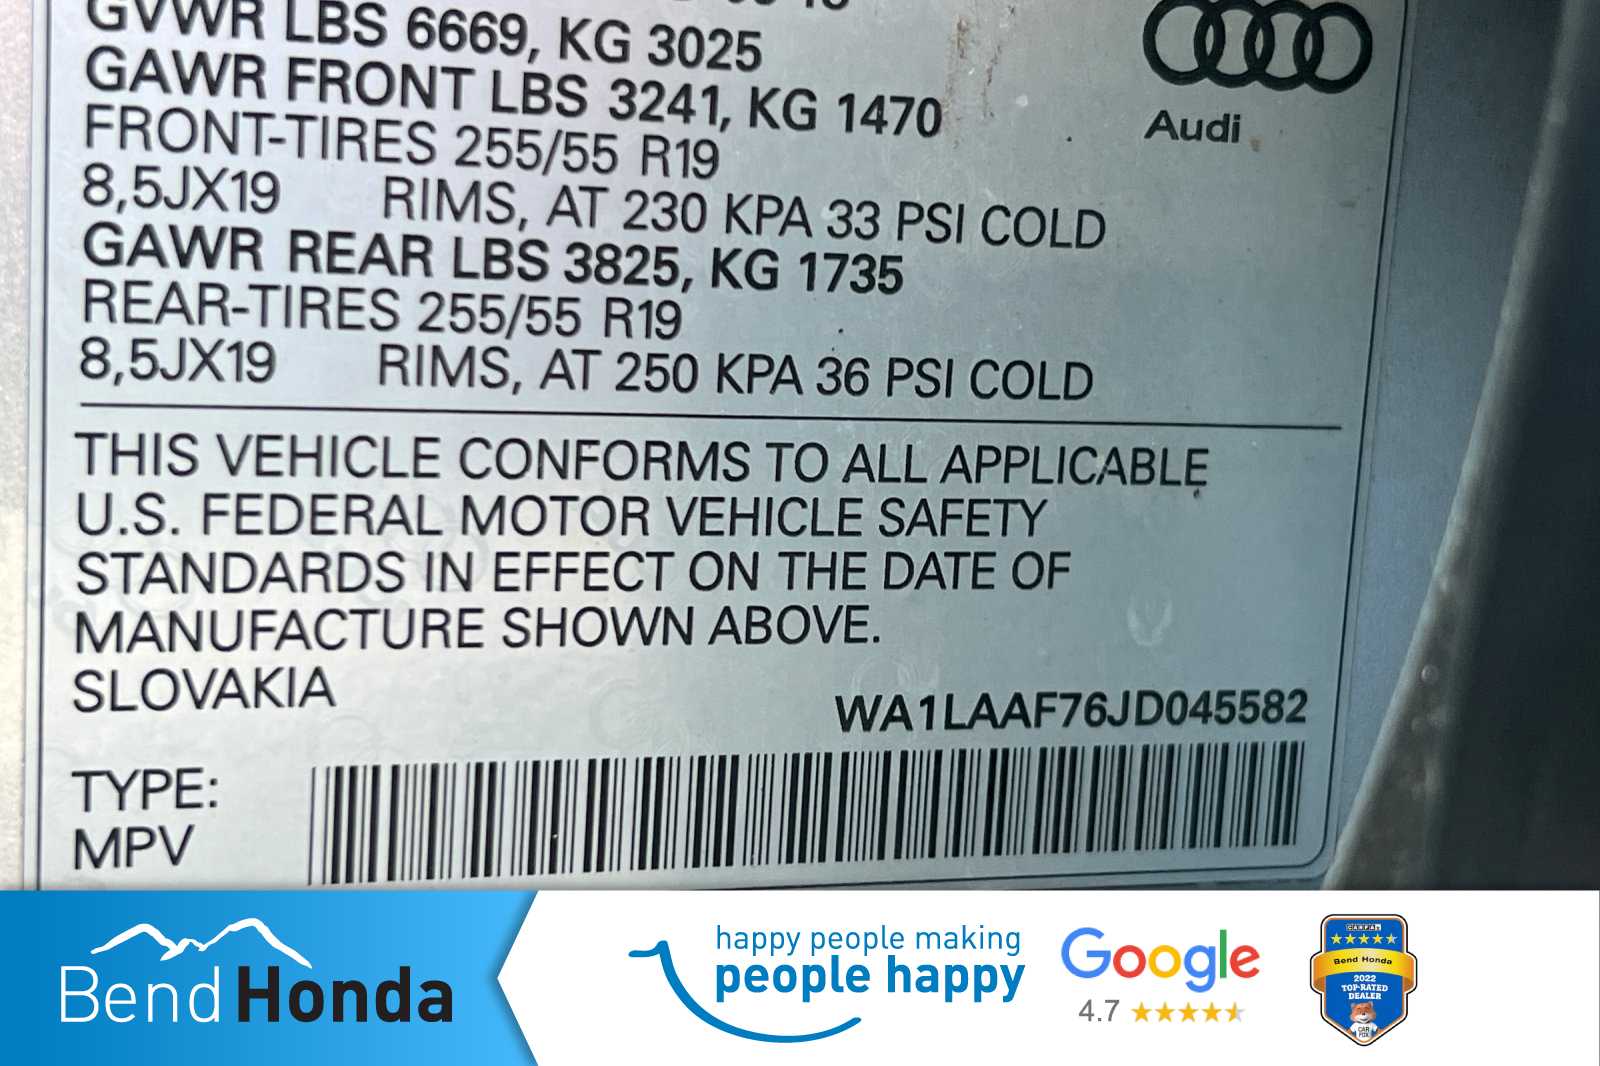 GVWR LBS 6669, KG 3025
GAWR FRONT LBS 3241, KG 1470
FRONT-TIRES 255/55 R19
8,5JX19 RIMS, AT 230 KPA 33 PSI COLD
GAWR REAR LBS 3825, KG 1735
REAR-TIRES 255/55 R19
8,5JX19 RIMS, AT 250 KPA 36 PSI COLD
Audi
THIS VEHICLE CONFORMS TO ALL APPLICABLE
U.S. FEDERAL MOTOR VEHICLE SAFETY
STANDARDS IN EFFECT ON THE DATE OF
MANUFACTURE SHOWN ABOVE.
SLOVAKIA
WA1LAAF76JD045582
TYPE:
MPV
Bend Honda
happy people making
people happy
Google
4.7
CARFAX
Bend Honda
2022
TOP-RATED
DEALER
CAR
FOX